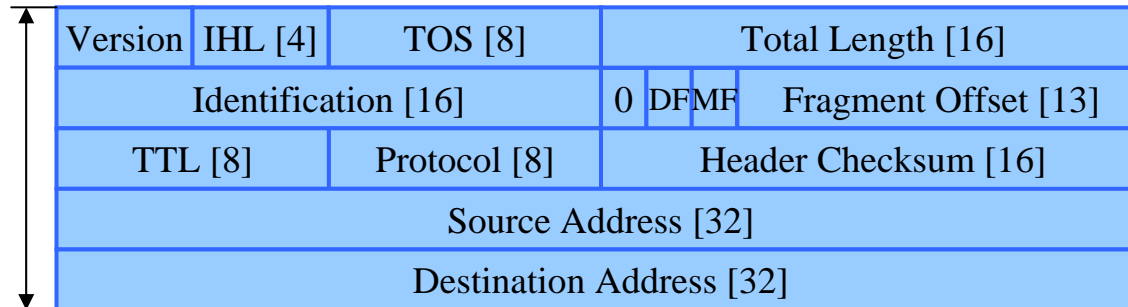 Version IHL [4] TOS [8] Total Length [16]
Identification [16] 0 DF MF Fragment Offset [13]
TTL [8] Protocol [8] Header Checksum [16]
Source Address [32]
Destination Address [32]